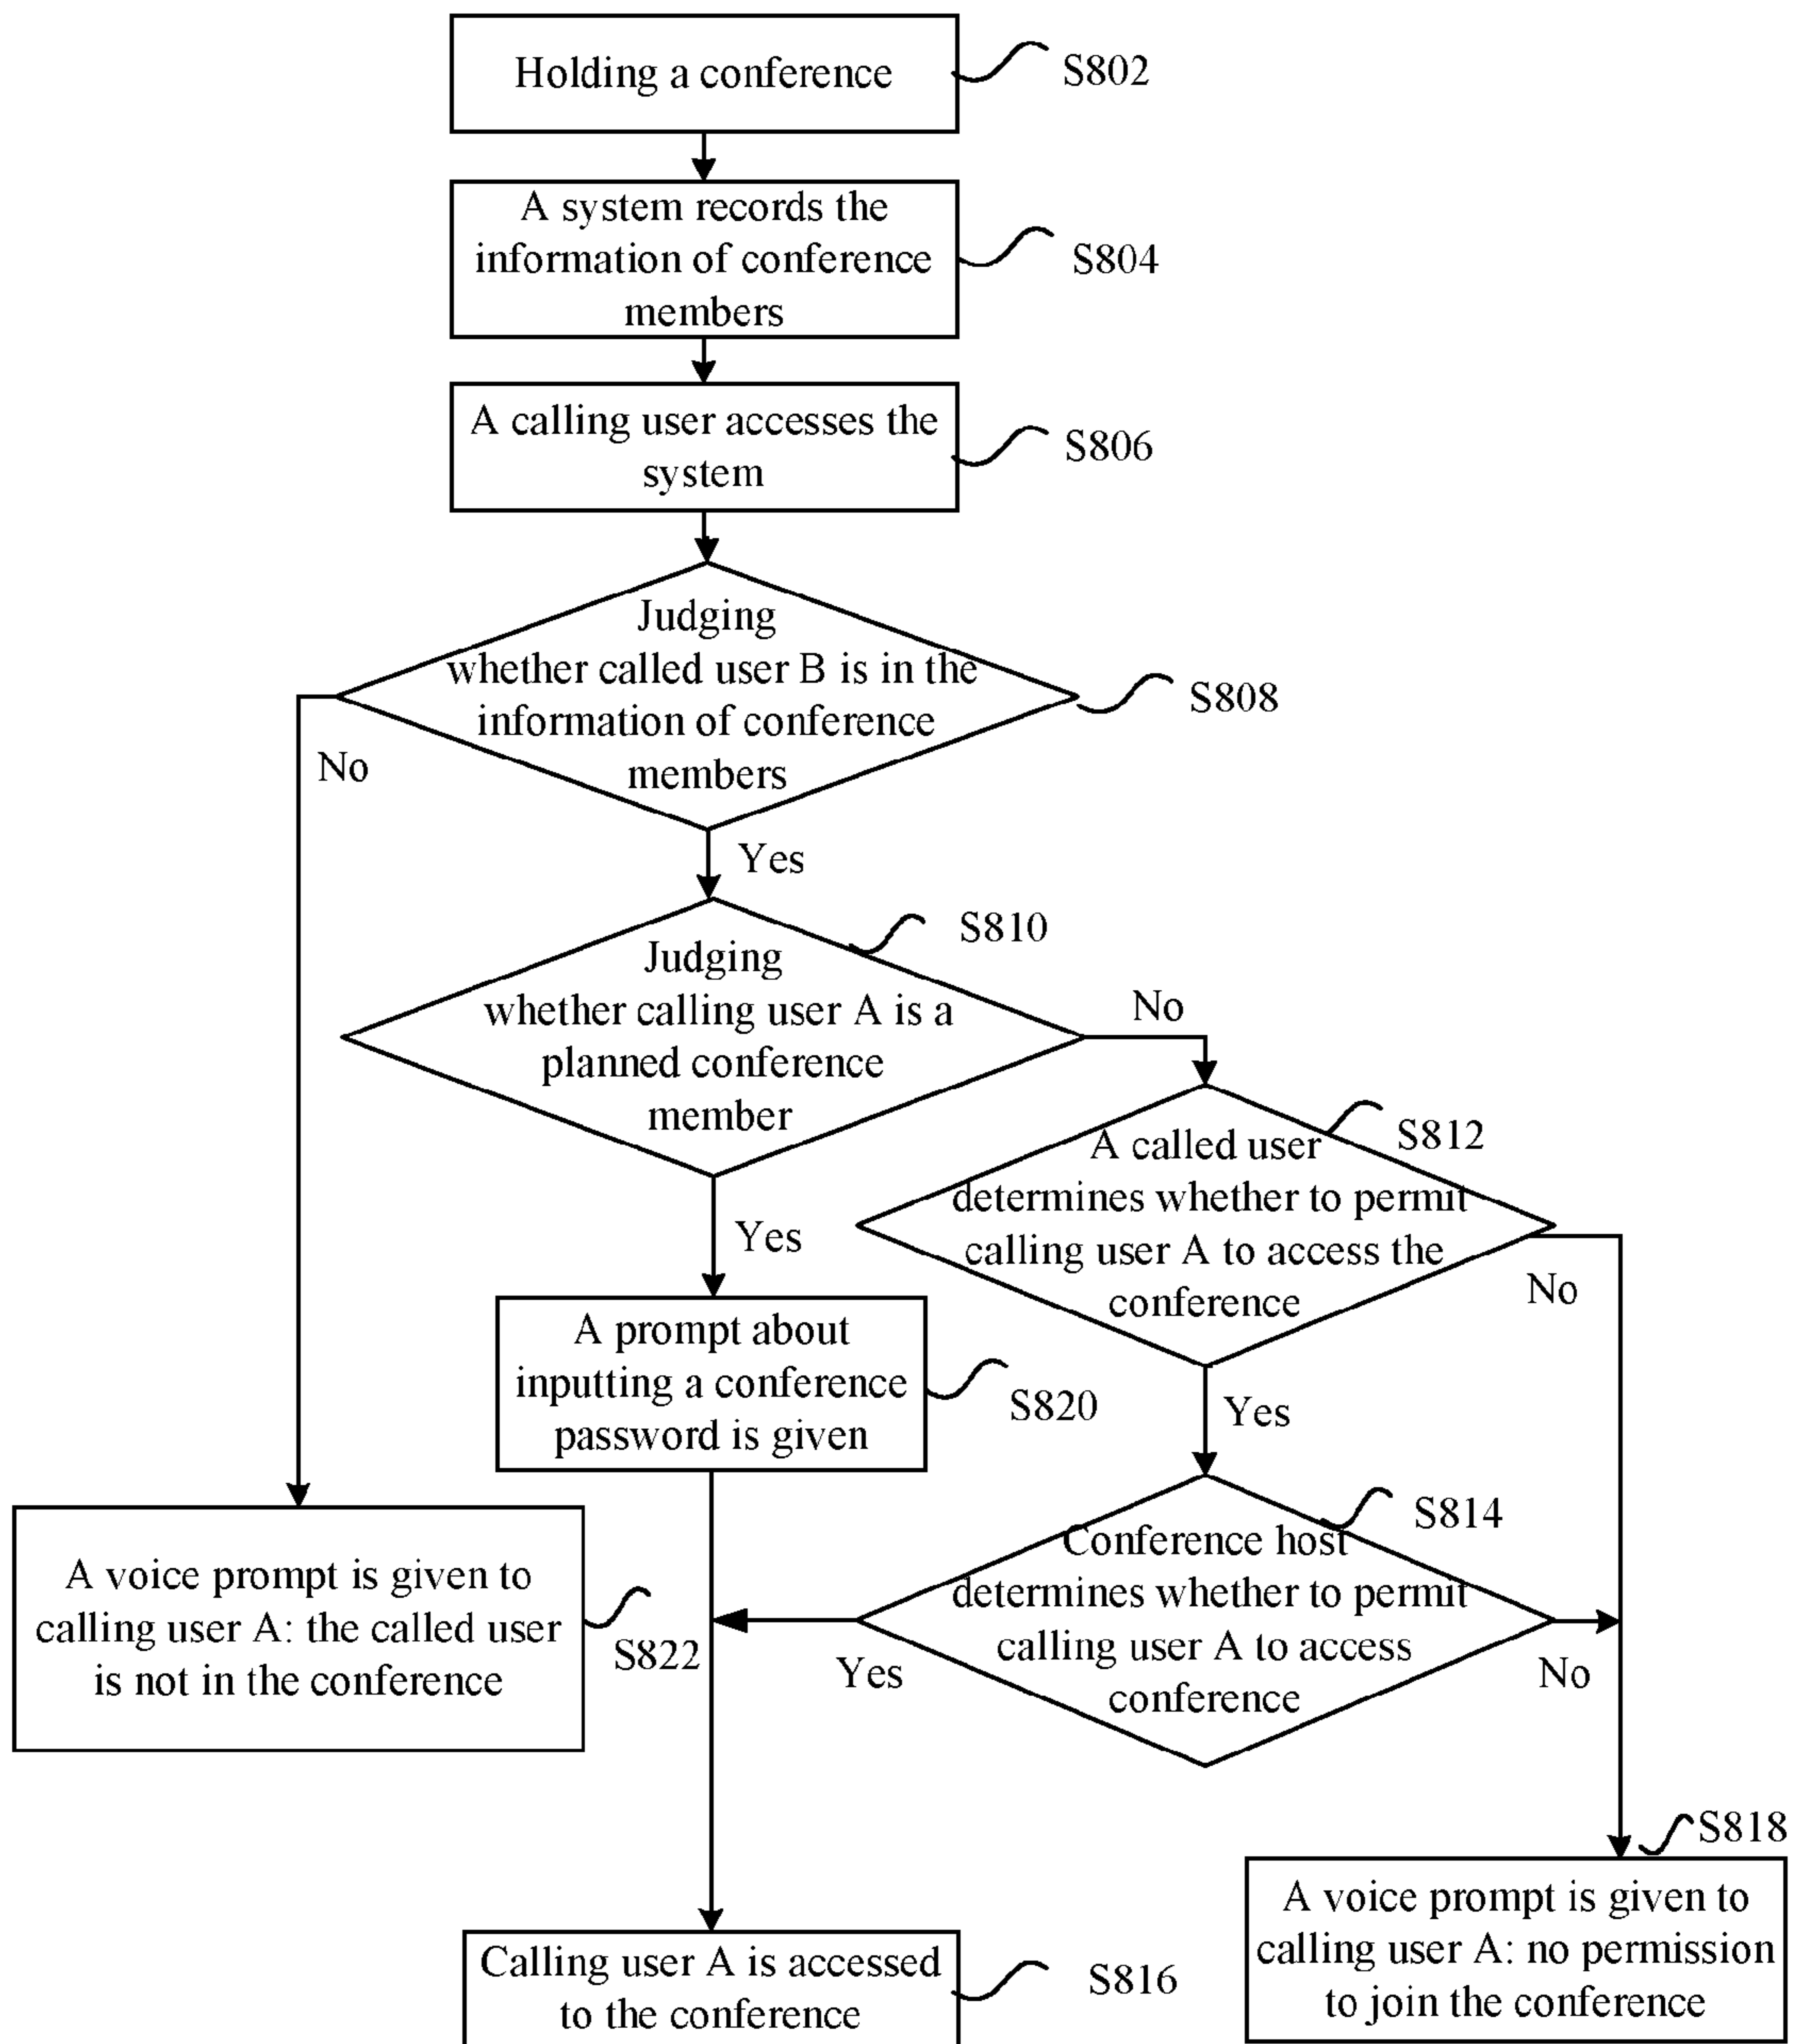 Holding a conference
S802
A system records the
information of conference
members
S804
A calling user accesses the
system
S806
Judging
whether called user B is in the
information of conference
members
S808
No
Yes
S810
Judging
whether calling user A is a
planned conference
member
No
S812
A called user
determines whether to permit
calling user A to access the
conference
Yes
No
A prompt about
inputting a conference
password is given
S820
Yes
S814
Conference host
determines whether to permit
calling user A to access
conference
Yes
No
A voice prompt is given to
calling user A: the called user
is not in the conference
S822
S818
A voice prompt is given to
calling user A: no permission
to join the conference
Calling user A is accessed
to the conference
S816